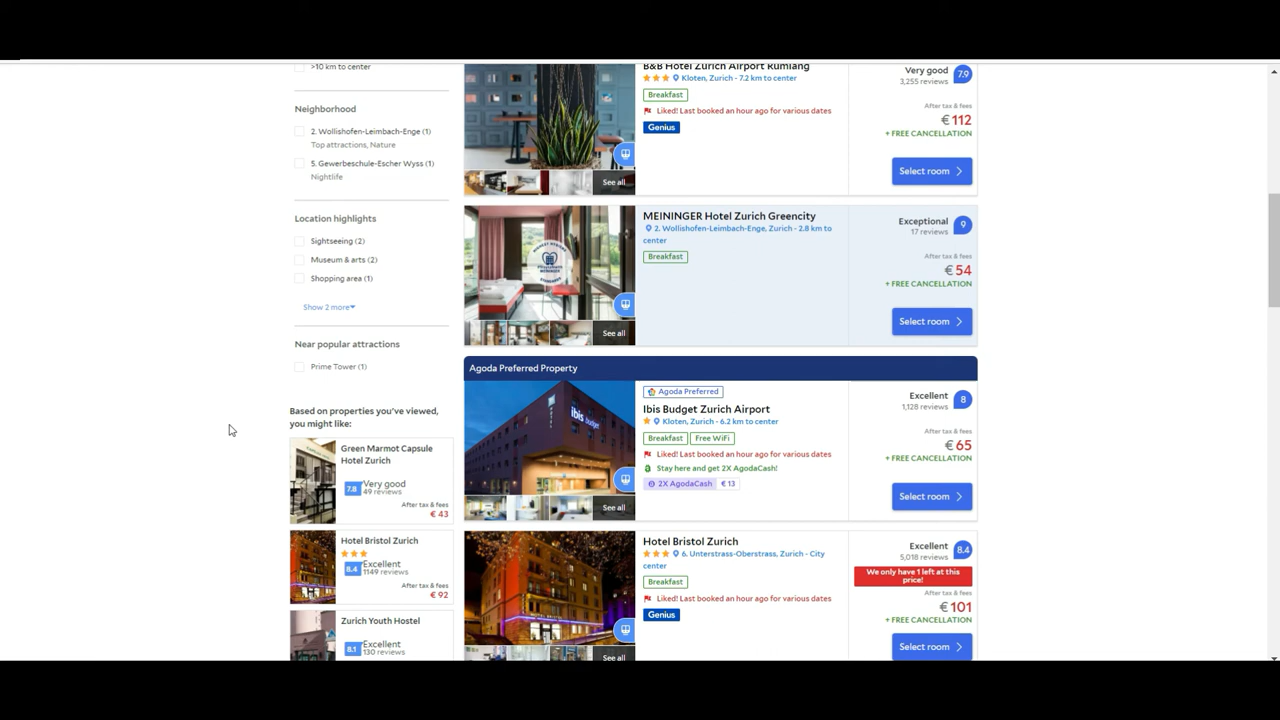 >10 km to center
Neighborhood
2. Wollishofen-Leimbach-Enge (1)
Top attractions, Nature
5. Gewerbeschule-Escher Wyss (1)
Nightlife
Location highlights
Sightseeing (2)
Museum & arts (2)
Shopping area (1)
Show 2 more
Near popular attractions
Prime Tower (1)
Based on properties you've viewed,
you might like:
Green Marmot Capsule
Hotel Zurich
7.8 Very good
49 reviews
After tax & fees
€ 43
Hotel Bristol Zurich
8.4 Excellent
1149 reviews
After tax & fees
€ 92
Zurich Youth Hostel
8.1 Excellent
130 reviews
B&B Hotel Zurich Airport Rumlang
Kloten, Zurich - 7.2 km to center
Breakfast
Liked! Last booked an hour ago for various dates
Genius
See all
Very good 7.9
3,255 reviews
After tax & fees
€ 112
+ FREE CANCELLATION
Select room
MEININGER Hotel Zurich Greencity
2. Wollishofen-Leimbach-Enge, Zurich - 2.8 km to
center
Breakfast
See all
Exceptional 9
17 reviews
After tax & fees
€ 54
+ FREE CANCELLATION
Select room
Agoda Preferred Property
ibis budget
Agoda Preferred
Ibis Budget Zurich Airport
Kloten, Zurich - 6.2 km to center
Breakfast Free WiFi
Liked! Last booked an hour ago for various dates
Stay here and get 2X AgodaCash!
2X AgodaCash € 13
See all
Excellent 8
1,128 reviews
After tax & fees
€ 65
+ FREE CANCELLATION
Select room
HOTEL BRISTOL
Hotel Bristol Zurich
6. Unterstrass-Oberstrass, Zurich - City
center
Breakfast
Liked! Last booked an hour ago for various dates
Genius
See all
Excellent 8.4
5,018 reviews
We only have 1 left at this
price!
After tax & fees
€ 101
+ FREE CANCELLATION
Select room